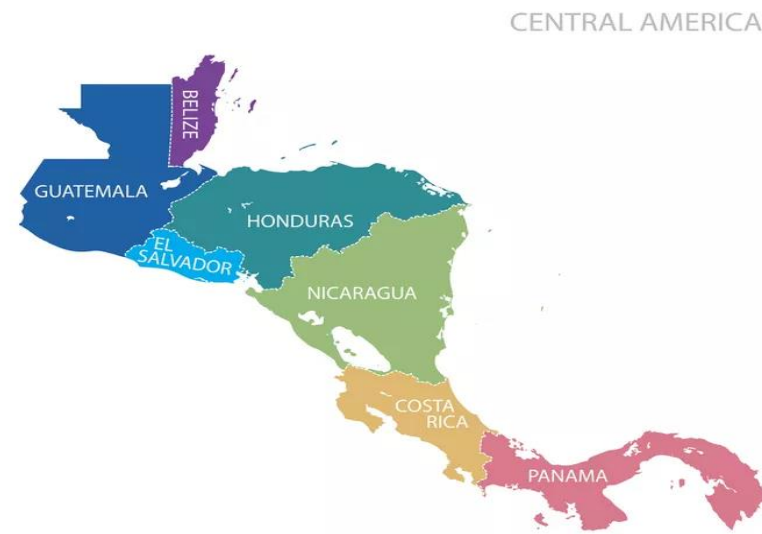 CENTRAL AMERICA
BELIZE
GUATEMALA
HONDURAS
EL
SALVADOR
NICARAGUA
COSTA
RICA
PANAMA